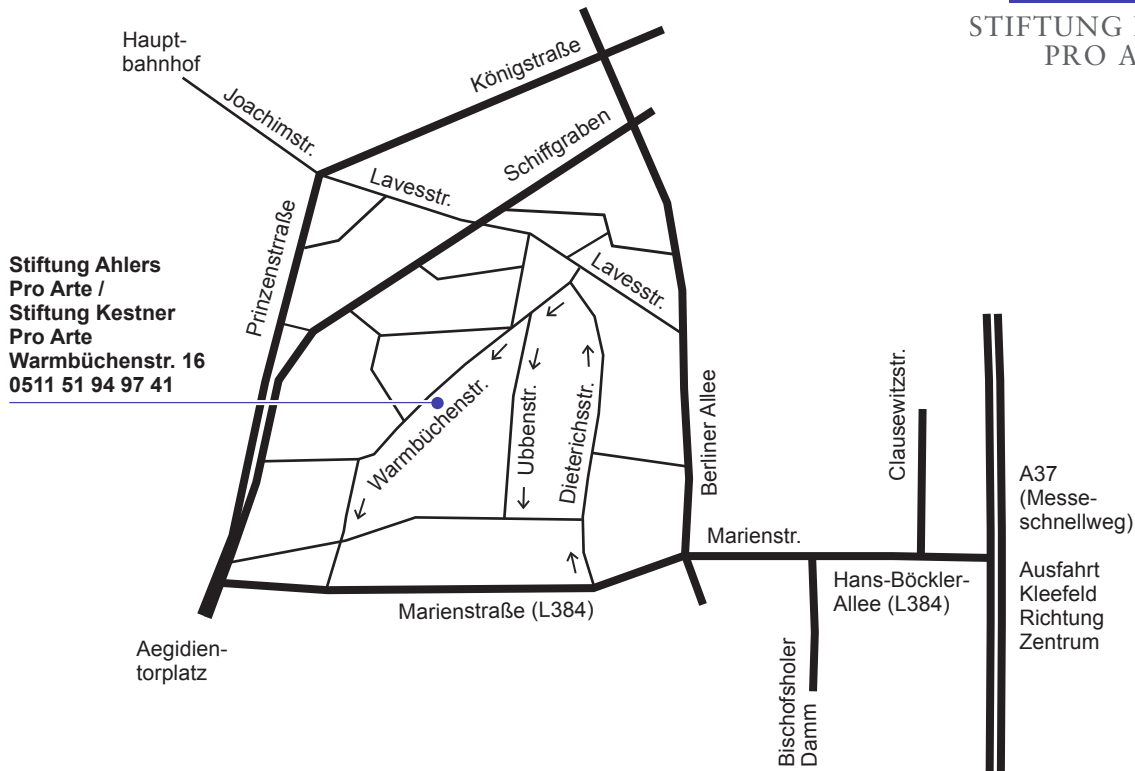 STIFTUNG
PRO A
Haupt-
bahnhof
Königstraße
Joachimstr.
Schiffgraben
Lavesstr.
Prinzenstrraße
Lavesstr.
Stiftung Ahlers
Pro Arte /
Stiftung Kestner
Pro Arte
Warmbüchenstr. 16
0511 51 94 97 41
Warmbüchenstr.
Ubbenstr.
Dieterichsstr.
Berliner Allee
Clausewitzstr.
A37
(Messe-
schnellweg)
Marienstr.
Ausfahrt
Kleefeld
Richtung
Zentrum
Hans-Böckler-
Allee (L384)
Marienstraße (L384)
Aegidien-
torplatz
Bischofsholer
Damm